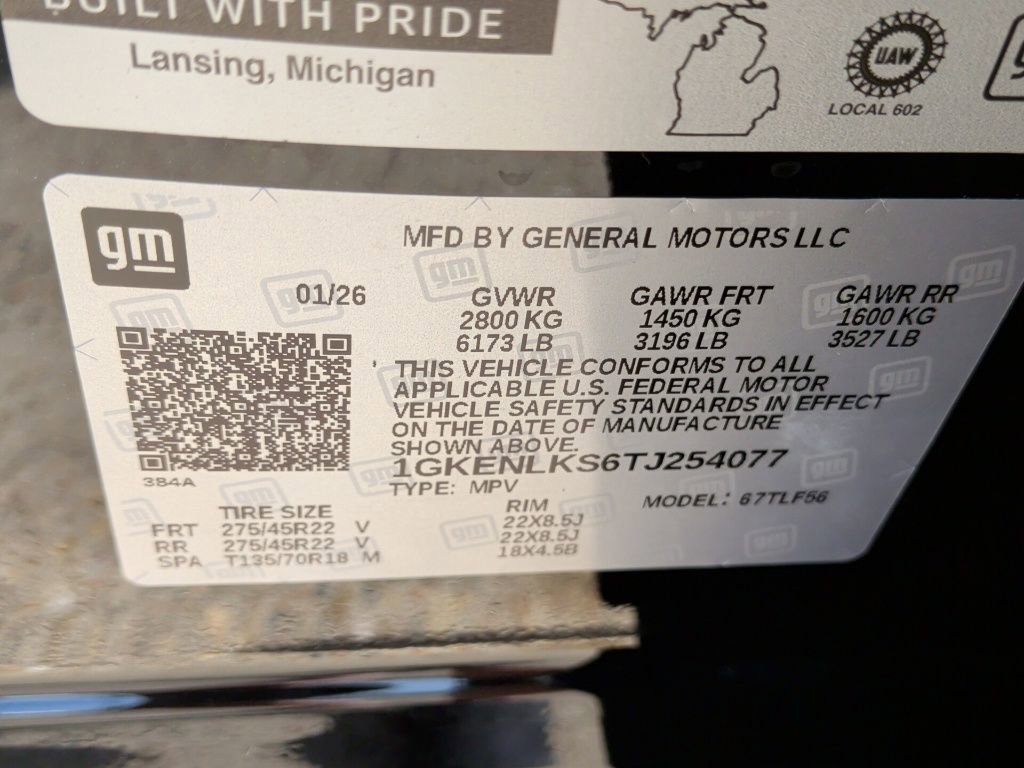 BUILT WITH PRIDE
Lansing, Michigan
UAW
LOCAL 602
gm
MFD BY GENERAL MOTORS LLC
01/26
GVWR GAWR FRT GAWR RR
2800 KG 1450 KG 1600 KG
6173 LB 3196 LB 3527 LB
THIS VEHICLE CONFORMS TO ALL
APPLICABLE U.S. FEDERAL MOTOR
VEHICLE SAFETY STANDARDS IN EFFECT
ON THE DATE OF MANUFACTURE
SHOWN ABOVE.
1GKENLKS6TJ254077
TYPE: MPV MODEL: 67TLF56
384A
TIRE SIZE RIM
FRT 275/45R22 V 22X8.5J
RR 275/45R22 V 22X8.5J
SPA T135/70R18 M 18X4.5B